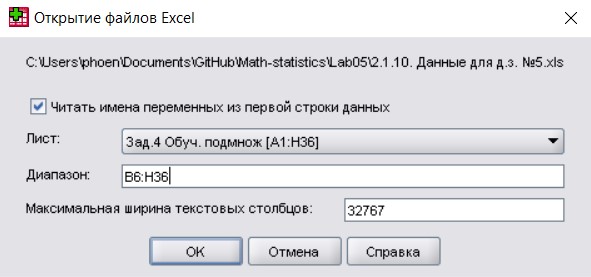 Открытие файлов Excel
C:\Users\phoen\Documents\GitHub\Math-statistics\Lab05\2.1.10. Данные для д.з. №5.xls
Читать имена переменных из первой строки данных
Лист: Зад.4 Обуч. подмнож [A1:H36]
Диапазон: B6:H36
Максимальная ширина текстовых столбцов: 32767
ОК Отмена Справка